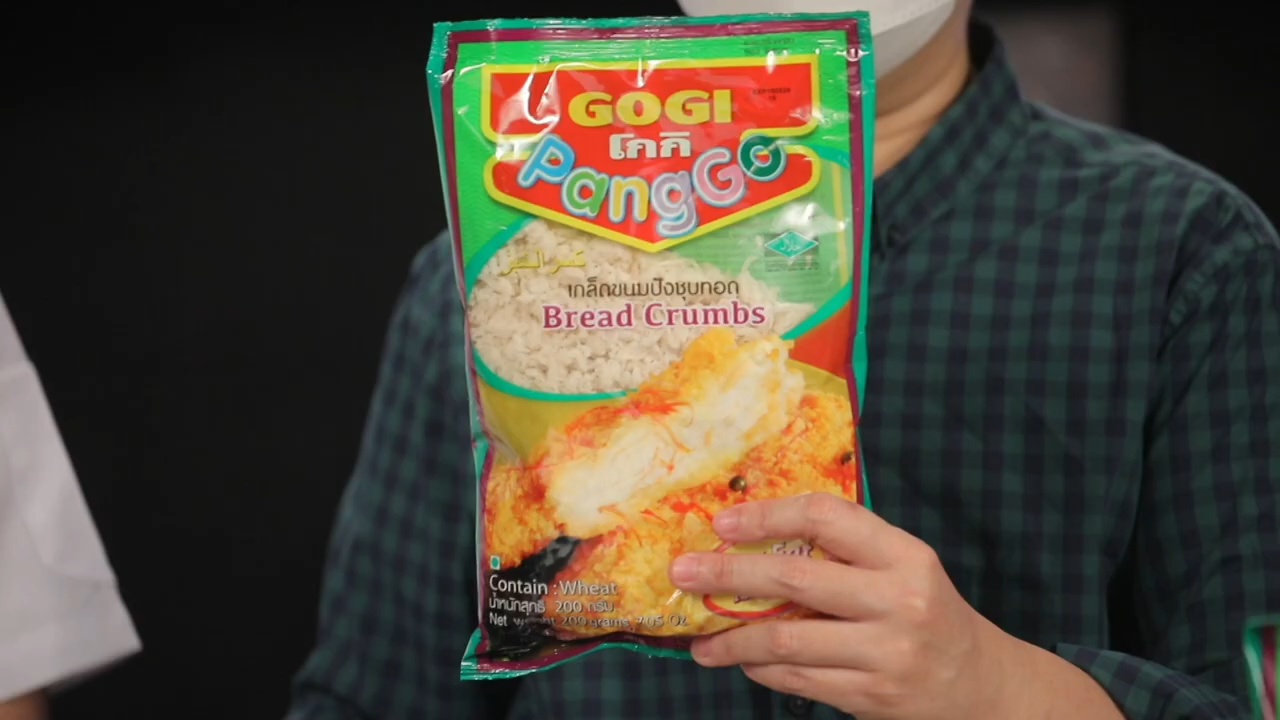 GOGI
โกกิ
PangGO
حلال
เกล็ดขนมปังชุบทอด
Bread Crumbs
Contain : Wheat
น้ำหนักสุทธิ 200 กรัม
Net weight 200 grams 7.05 OZ.